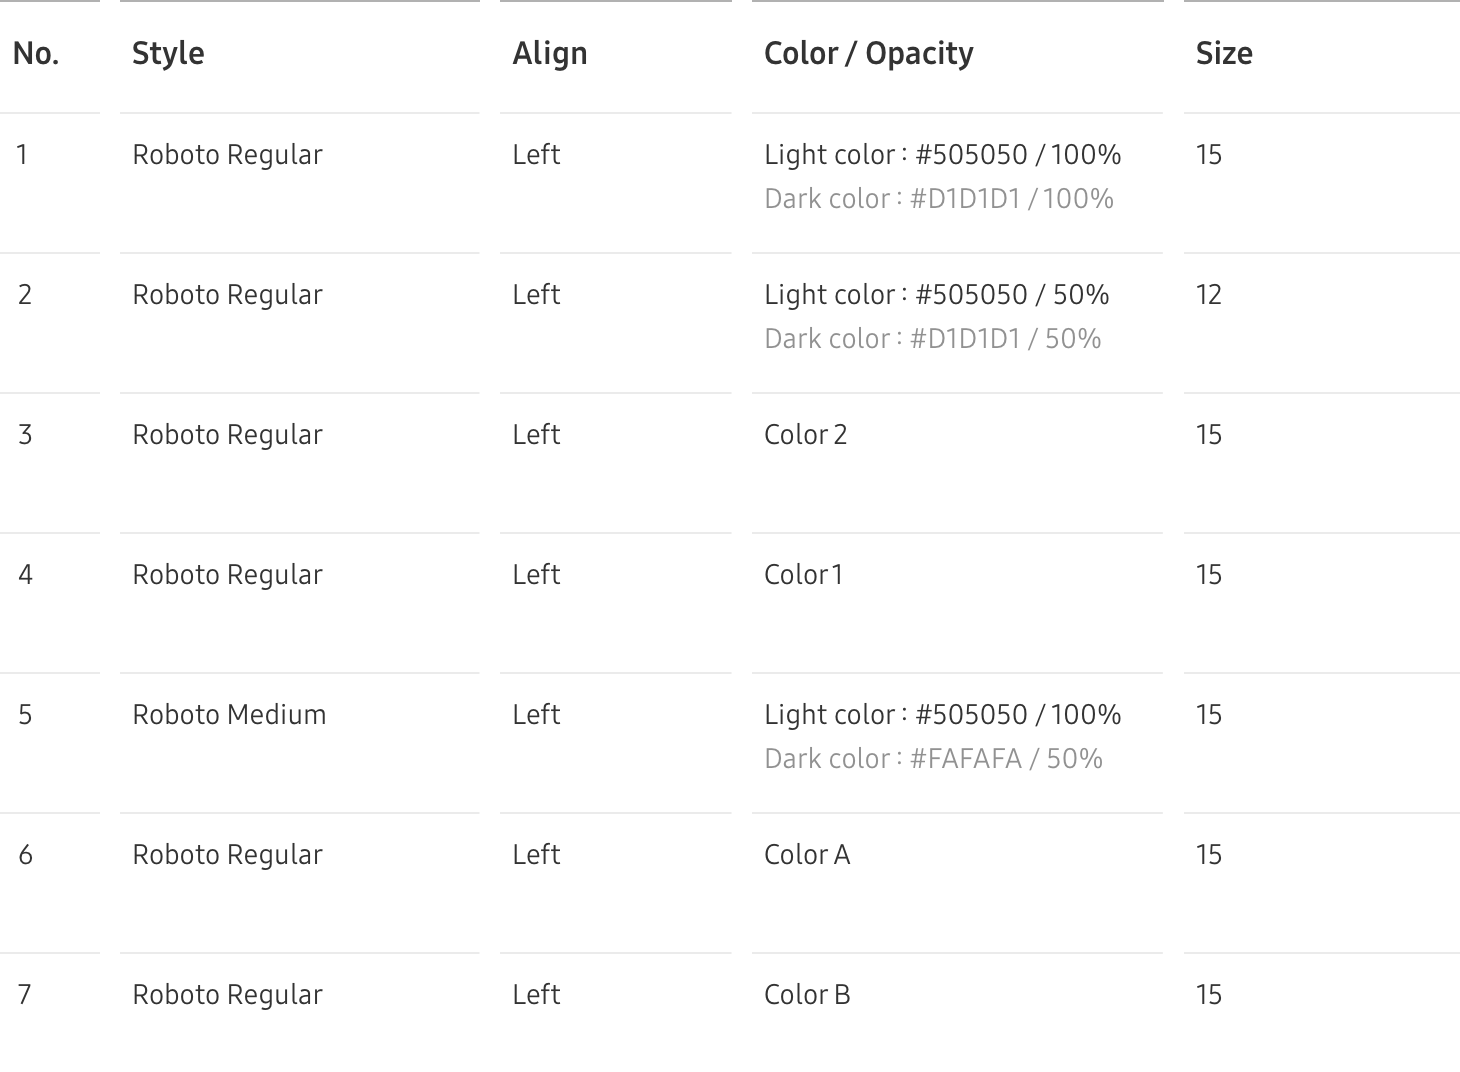 No. Style Align Color / Opacity Size
1 Roboto Regular Left Light color : #505050 / 100% 15
Dark color : #D1D1D1 / 100%
2 Roboto Regular Left Light color : #505050 / 50% 12
Dark color : #D1D1D1 / 50%
3 Roboto Regular Left Color 2 15
4 Roboto Regular Left Color 1 15
5 Roboto Medium Left Light color : #505050 / 100% 15
Dark color : #FAFAFA / 50%
6 Roboto Regular Left Color A 15
7 Roboto Regular Left Color B 15